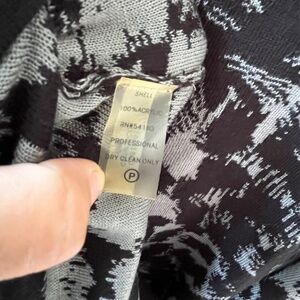 SHELL
100% ACRYLIC
PROFESSIONAL
DRY CLEAN ONLY
P